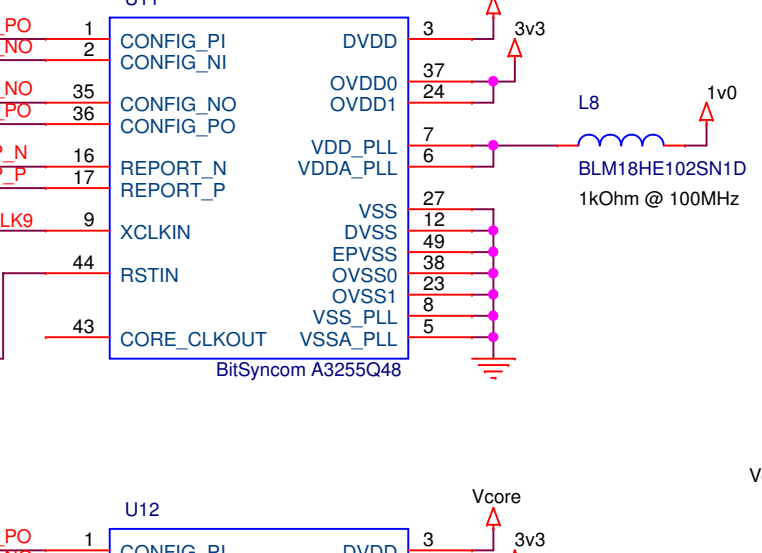 U11
_PO
1
CONFIG_PI
DVDD
3
_NO
2
CONFIG_NI
3v3
OVDD0
37
_NO
35
CONFIG_NO
OVDD1
24
_PO
36
CONFIG_PO
L8
1v0
VDD_PLL
7
_N
16
REPORT_N
VDDA_PLL
6
BLM18HE102SN1D
_P
17
REPORT_P
1kOhm @ 100MHz
VSS
27
LK9
9
XCLKIN
DVSS
12
EPVSS
49
44
RSTIN
OVSS0
38
OVSS1
23
VSS_PLL
8
43
CORE_CLKOUT
VSSA_PLL
5
BitSyncom A3255Q48
U12
Vcore
_PO
1
CONFIG_PI
DVDD
3
3v3